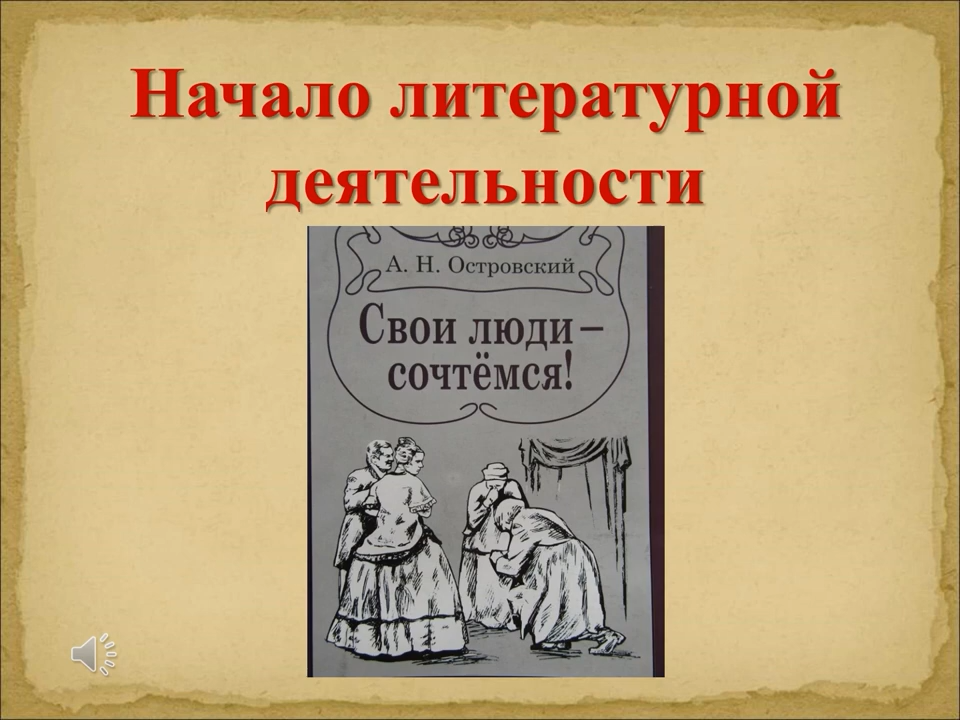 Начало литературной
деятельности
А. Н. Островский
Свои люди –
сочтёмся!